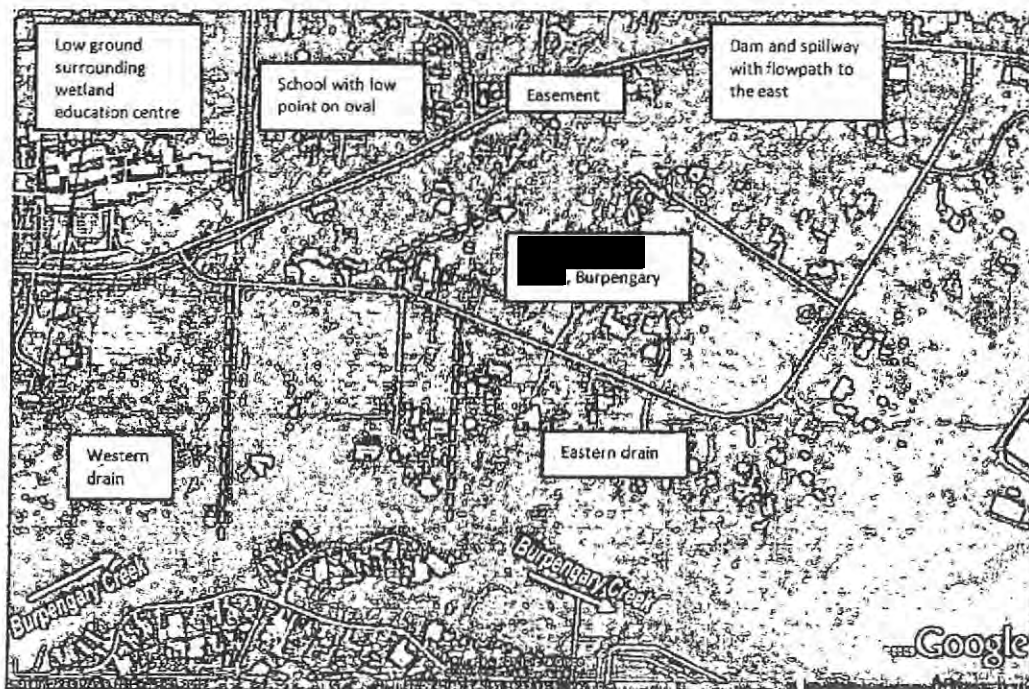 Low ground
surrounding
wetland
education centre
School with low
point on oval
Easement
Dam and spillway
with flowpath to
the east
, Burpengary
Western
drain
Eastern drain
Burpengary Creek
Burpengary Creek
Google